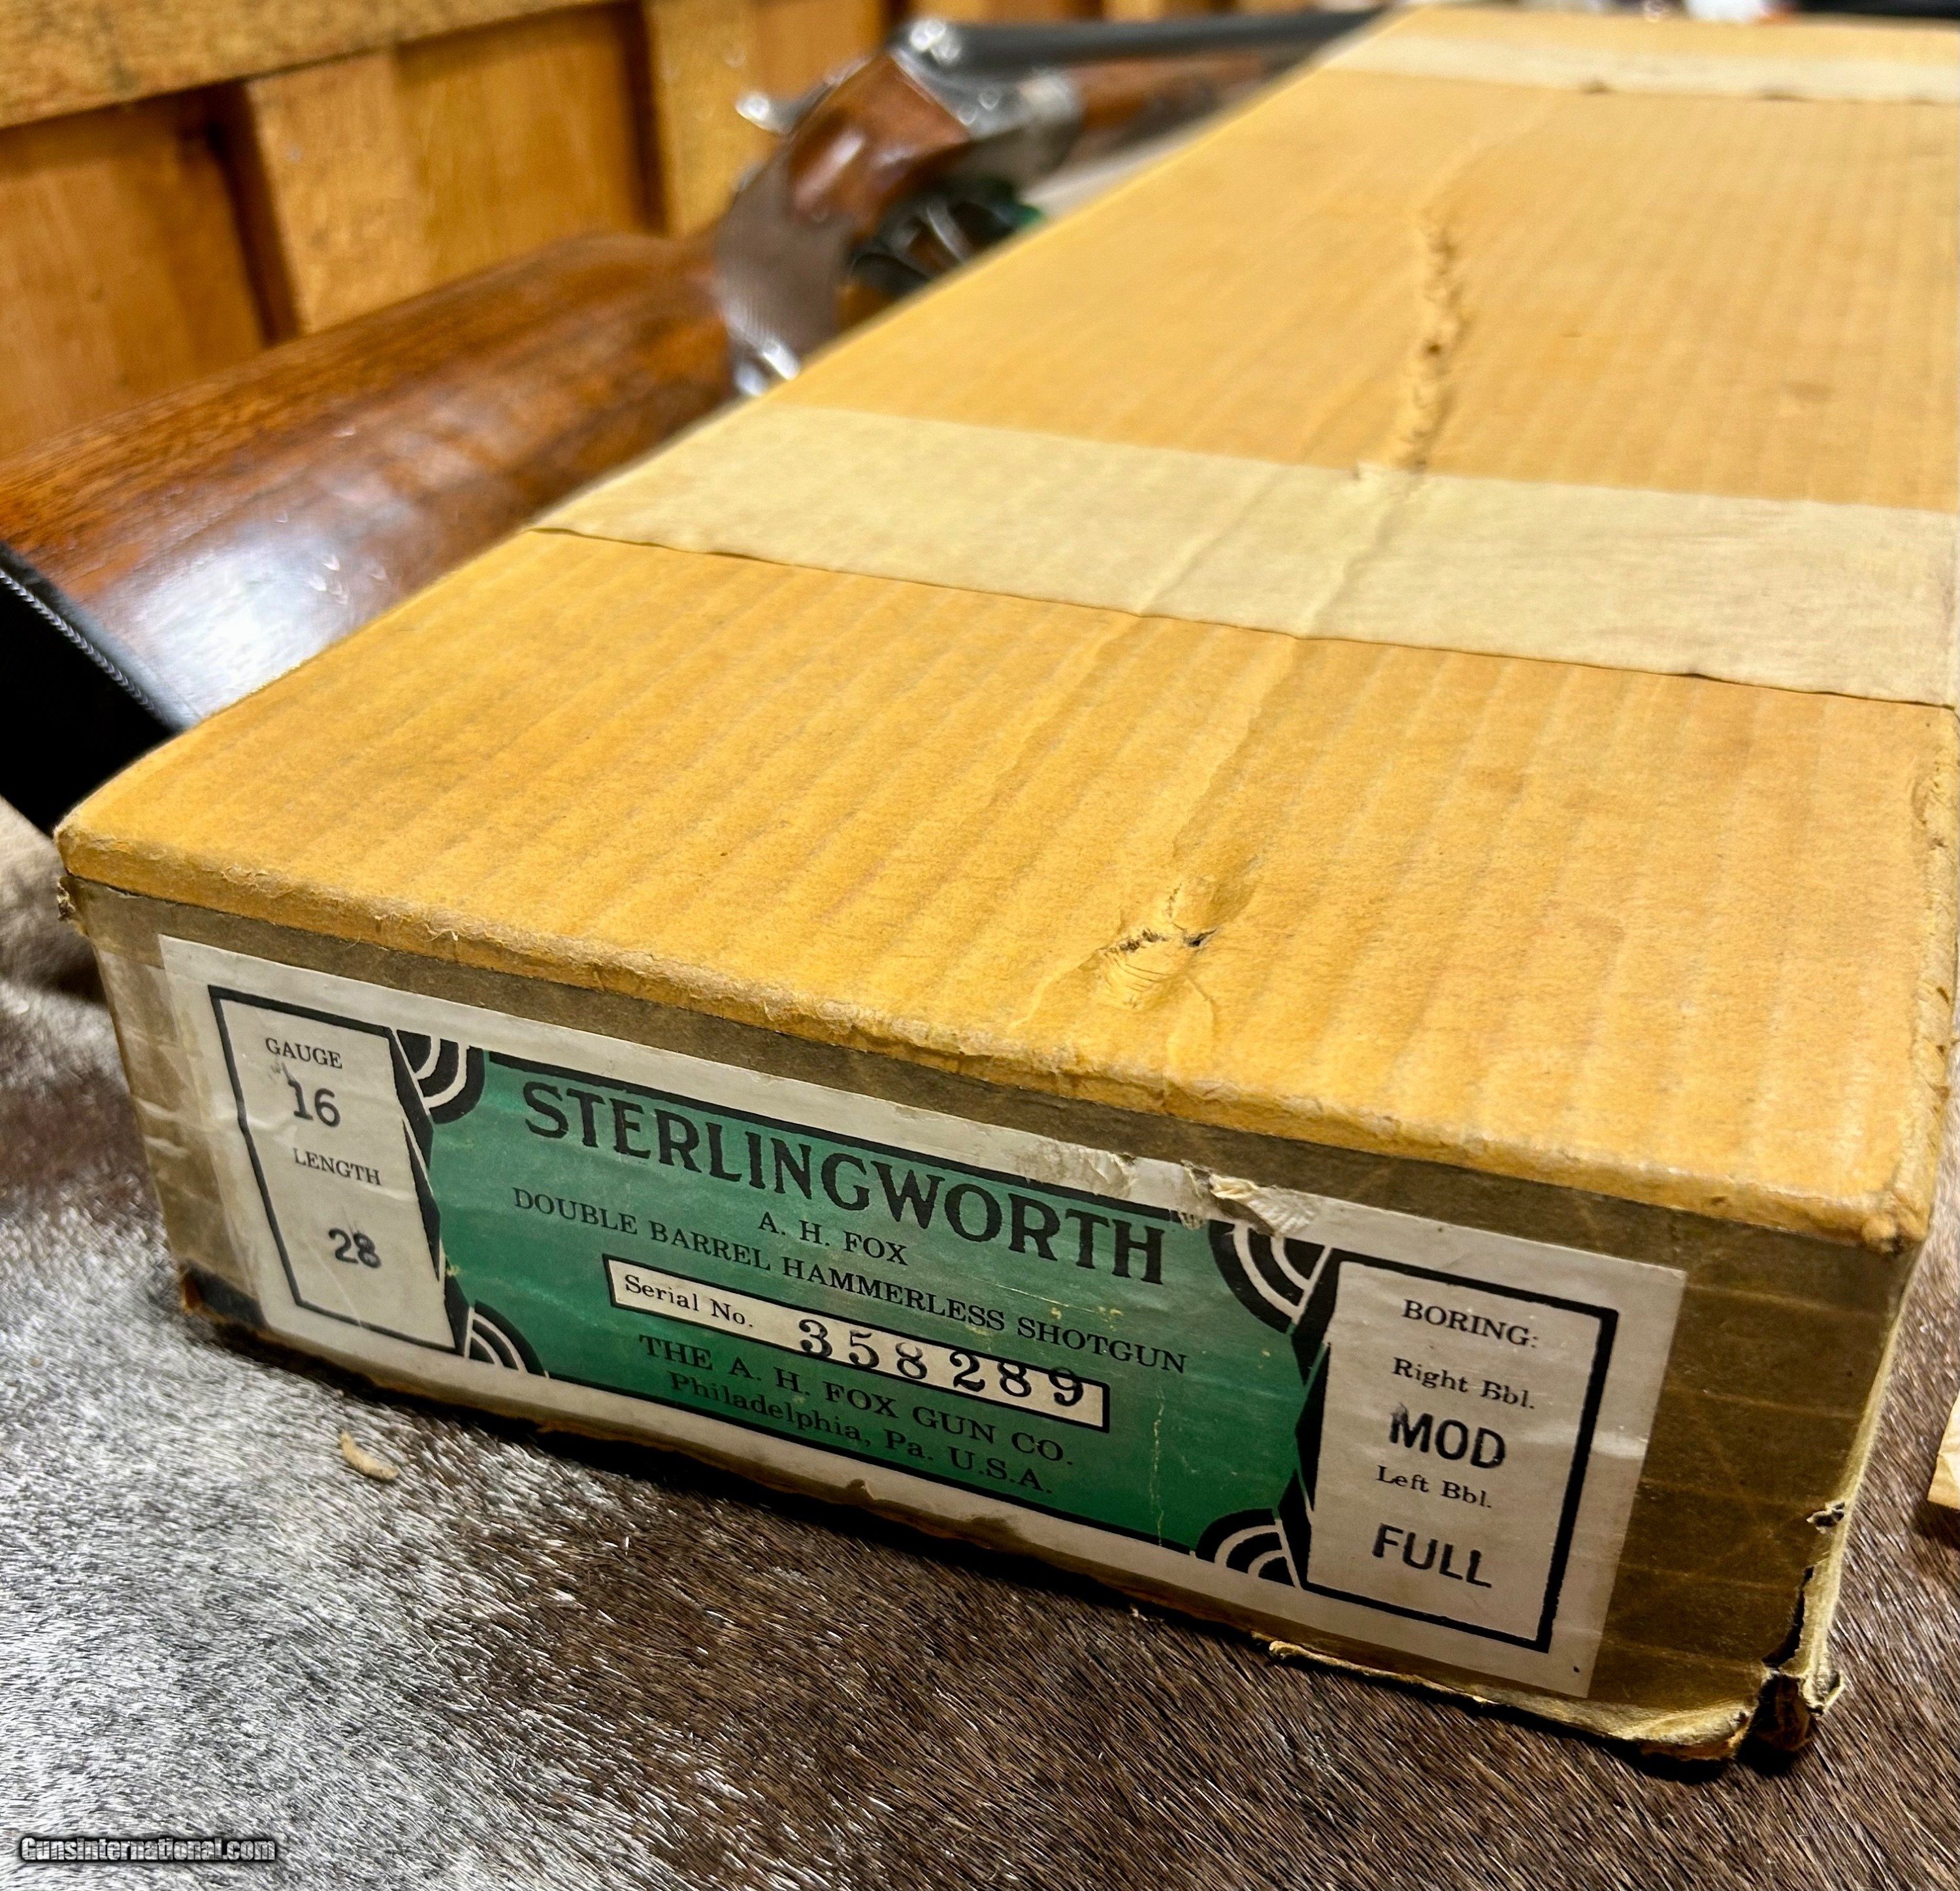 GAUGE
16
LENGTH
28
STERLINGWORTH
A. H. FOX
DOUBLE BARREL HAMMERLESS SHOTGUN
Serial No. 358289
THE A. H. FOX GUN CO.
Philadelphia, Pa. U.S.A.
BORING:
Right Bbl.
MOD
Left Bbl.
FULL
GunsInternational.com